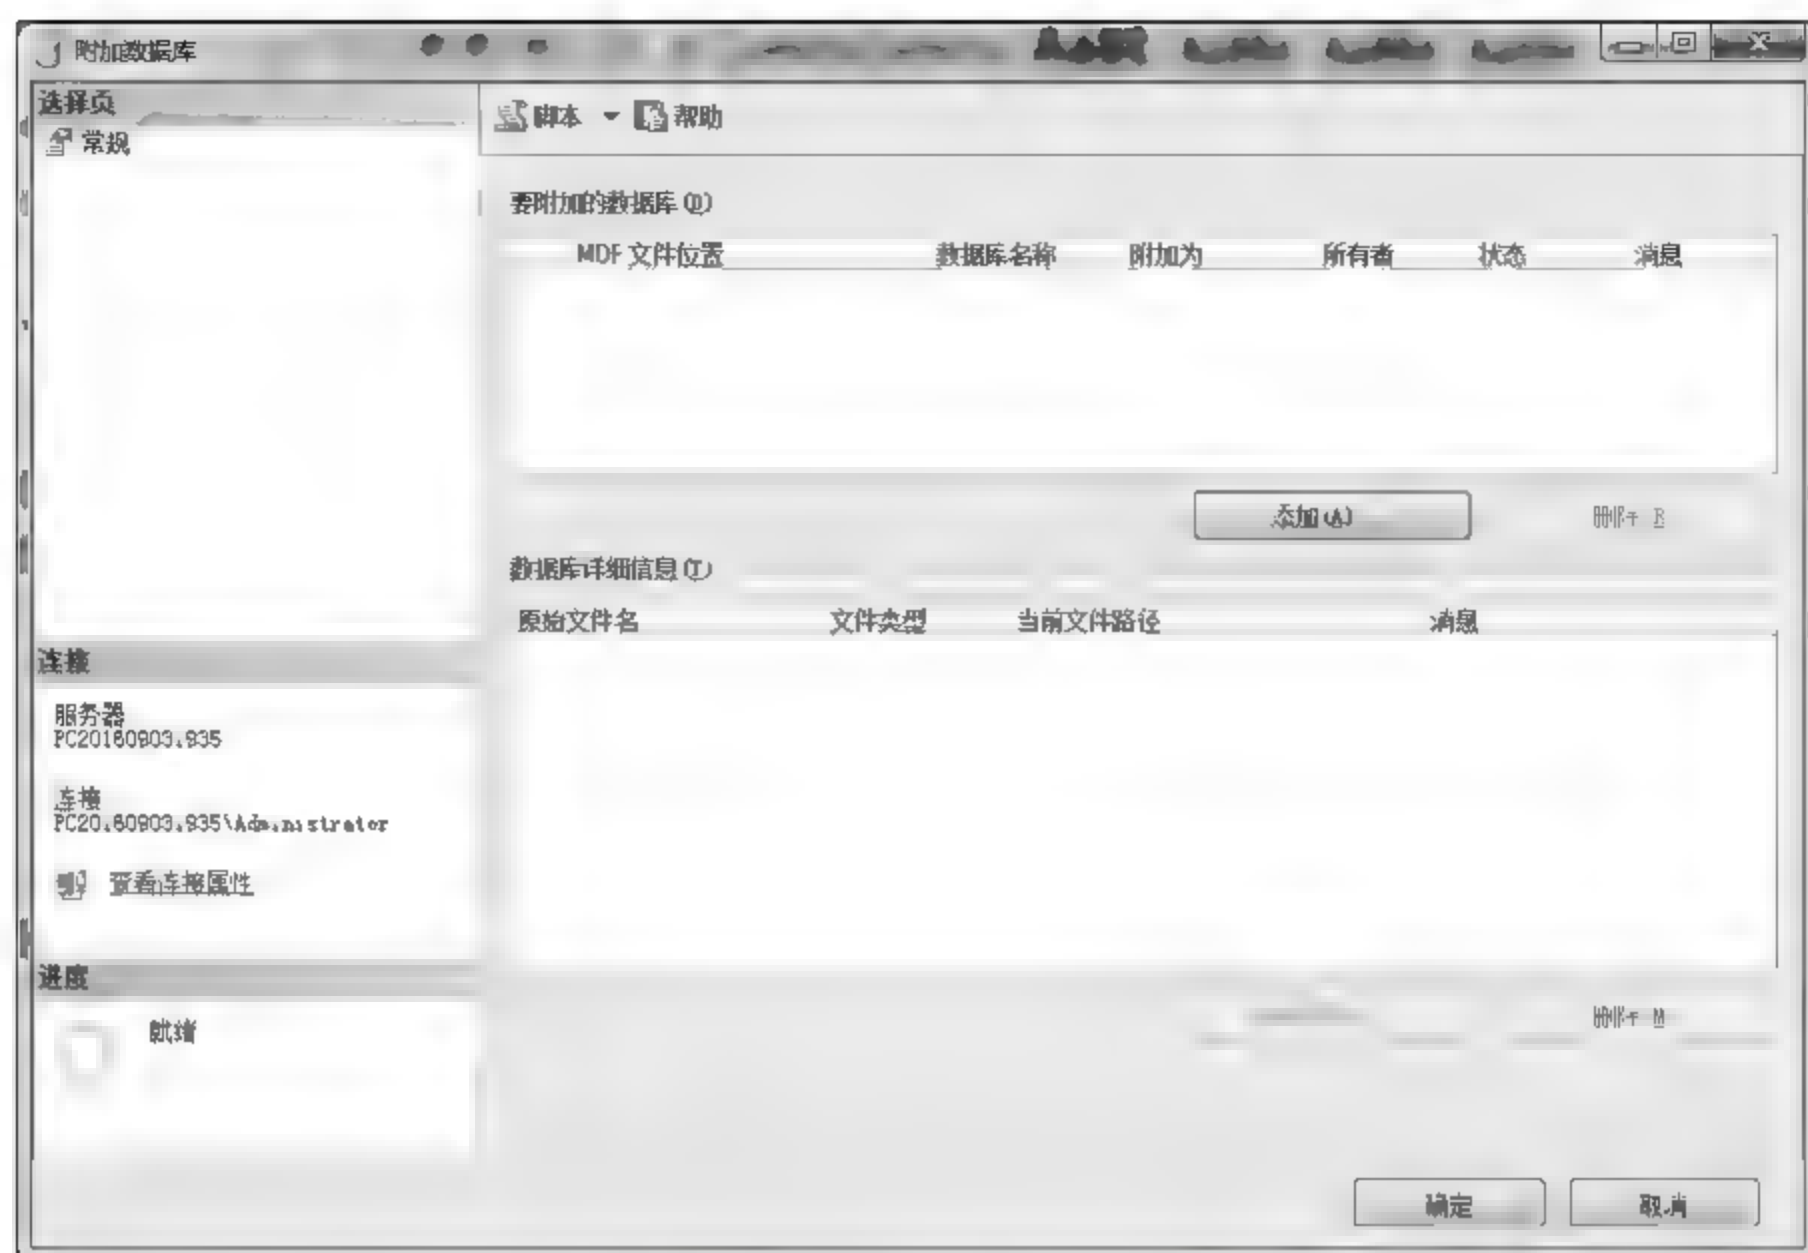 附加数据库
选择页
常规
脚本 帮助
要附加的数据库(D)
MDF 文件位置 数据库名称 附加为 所有者 状态 消息
添加(A) 删除 R
数据库详细信息(T)
原始文件名 文件类型 当前文件路径 消息
连接
服务器
连接
查看连接属性
进度
就绪
删除 M
确定 取消